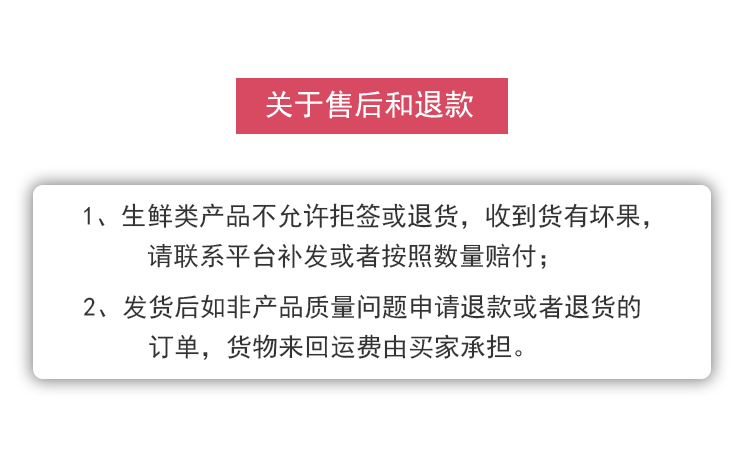 关于售后和退款
1、生鲜类产品不允许拒签或退货，收到货有坏果，
请联系平台补发或者按照数量赔付；
2、发货后如非产品质量问题申请退款或者退货的
订单，货物来回运费由买家承担。